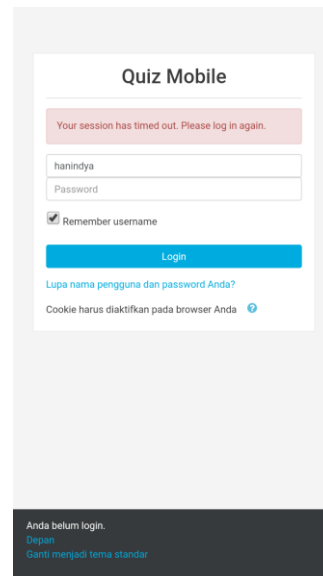 Quiz Mobile
Your session has timed out. Please log in again.
hanindya
Password
Remember username
Login
Lupa nama pengguna dan password Anda?
Cookie harus diaktifkan pada browser Anda
Anda belum login.
Depan
Ganti menjadi tema standar